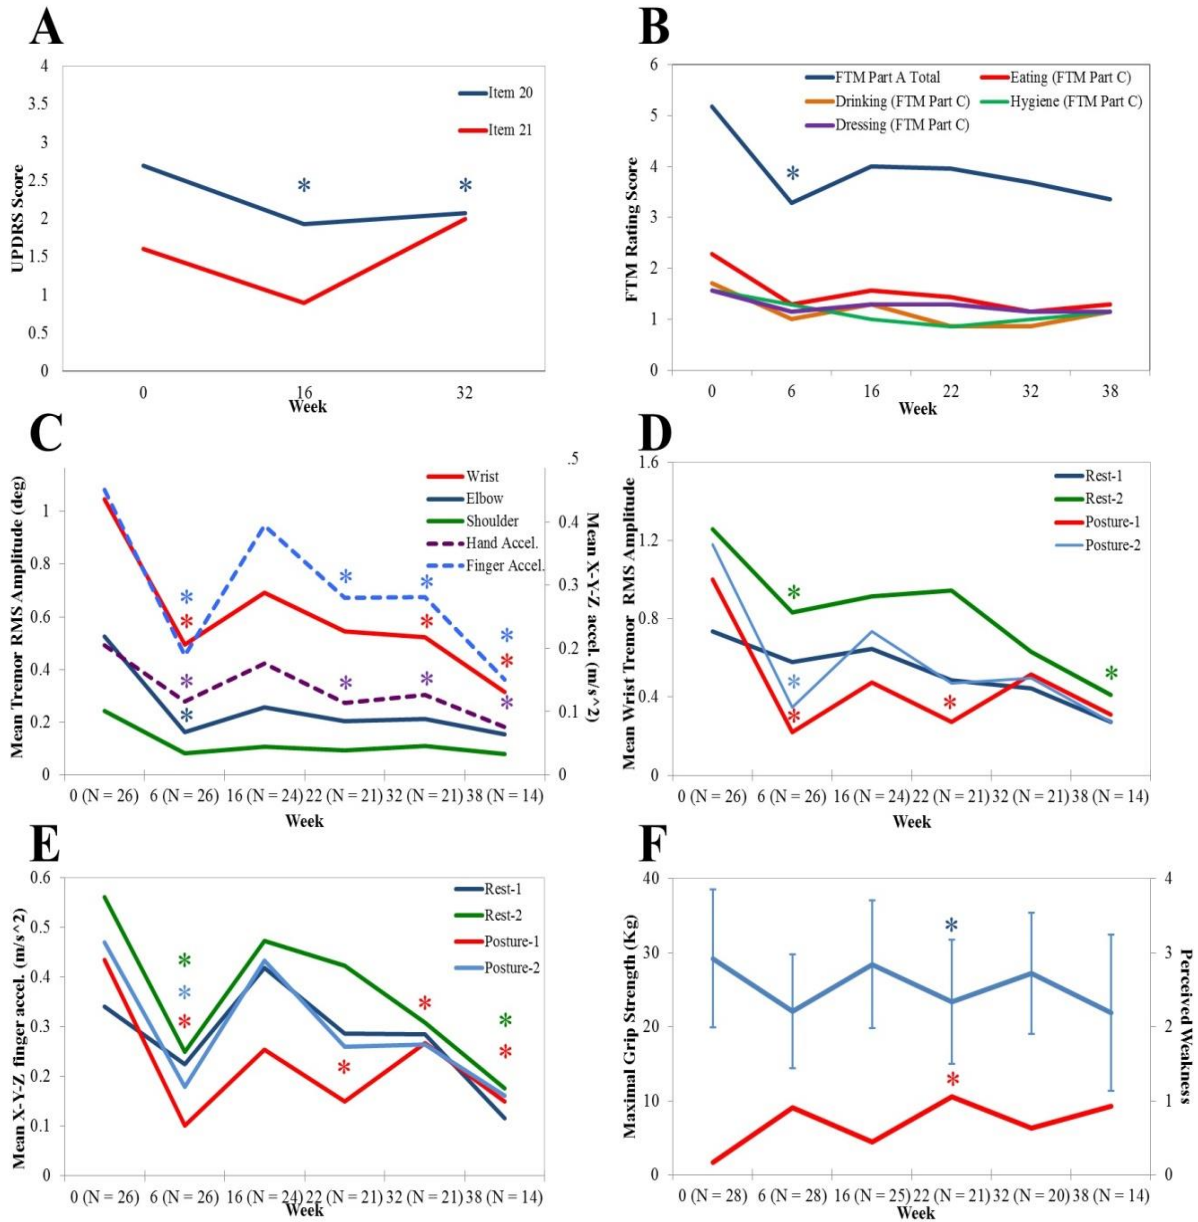 A
UPDRS Score
4
3.5
3
2.5
2
1.5
1
0.5
0
Item 20
Item 21
*
*
0 16 32
Week
B
FTM Rating Score
6
5
4
3
2
1
0
FTM Part A Total Eating (FTM Part C)
Drinking (FTM Part C) Hygiene (FTM Part C)
Dressing (FTM Part C)
*
0 6 16 22 32 38
Week
C
Mean Tremor RMS Amplitude (deg)
1
0.8
0.6
0.4
0.2
0
Wrist
Elbow
Shoulder
Hand Accel.
Finger Accel.
* * *
* * *
* * * *
*
.5
0.4
0.3
0.2
0.1
0
Mean X-Y-Z accel. (m/s^2)
0 (N = 26) 6 (N = 26) 16 (N = 24) 22 (N = 21) 32 (N = 21) 38 (N = 14)
Week
D
Mean Wrist Tremor RMS Amplitude
1.6
1.2
0.8
0.4
0
Rest-1
Rest-2
Posture-1
Posture-2
*
* *
* *
0 (N = 26) 6 (N = 26) 16 (N = 24) 22 (N = 21) 32 (N = 21) 38 (N = 14)
Week
E
Mean X-Y-Z finger accel. (m/s^2)
0.6
0.5
0.4
0.3
0.2
0.1
0
Rest-1
Rest-2
Posture-1
Posture-2
*
* *
* *
* *
0 (N = 26) 6 (N = 26) 16 (N = 24) 22 (N = 21) 32 (N = 21) 38 (N = 14)
Week
F
Maximal Grip Strength (Kg)
40
30
20
10
0
*
*
4
3
2
1
0
Perceived Weakness
0 (N = 28) 6 (N = 28) 16 (N = 25) 22 (N = 21) 32 (N = 20) 38 (N = 14)
Week